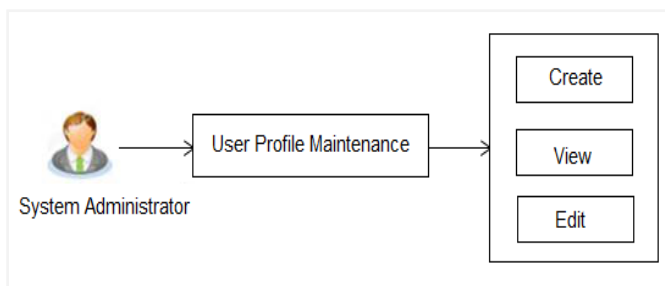 Create
User Profile Maintenance
View
System Administrator
Edit